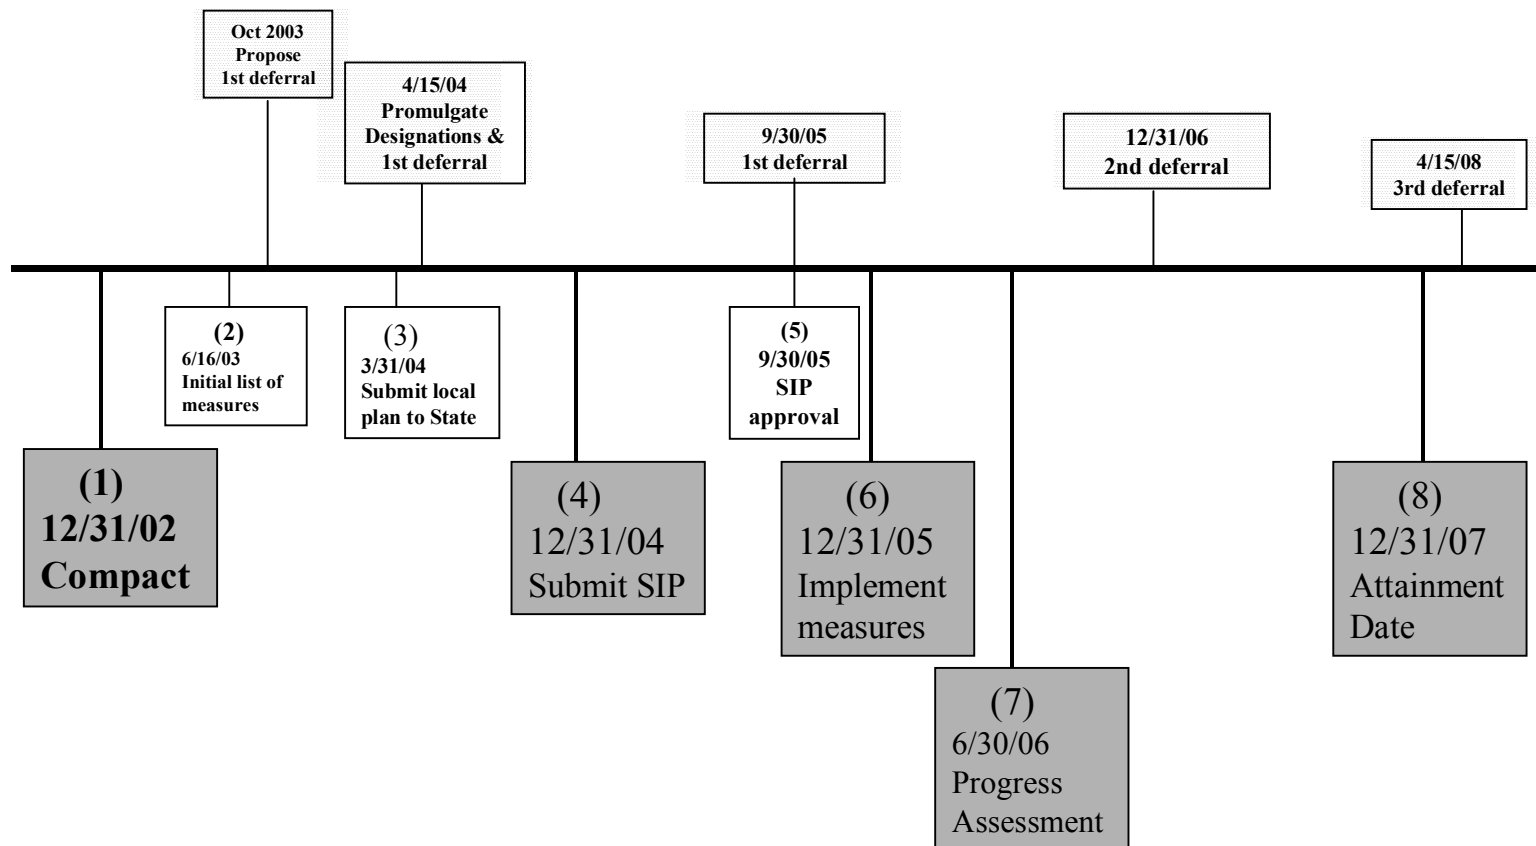 Oct 2003
Propose
1st deferral
4/15/04
Promulgate
Designations &
1st deferral
9/30/05
1st deferral
12/31/06
2nd deferral
4/15/08
3rd deferral
(2)
6/16/03
Initial list of
measures
(3)
3/31/04
Submit local
plan to State
(5)
9/30/05
SIP
approval
(1)
12/31/02
Compact
(4)
12/31/04
Submit SIP
(6)
12/31/05
Implement
measures
(8)
12/31/07
Attainment
Date
(7)
6/30/06
Progress
Assessment